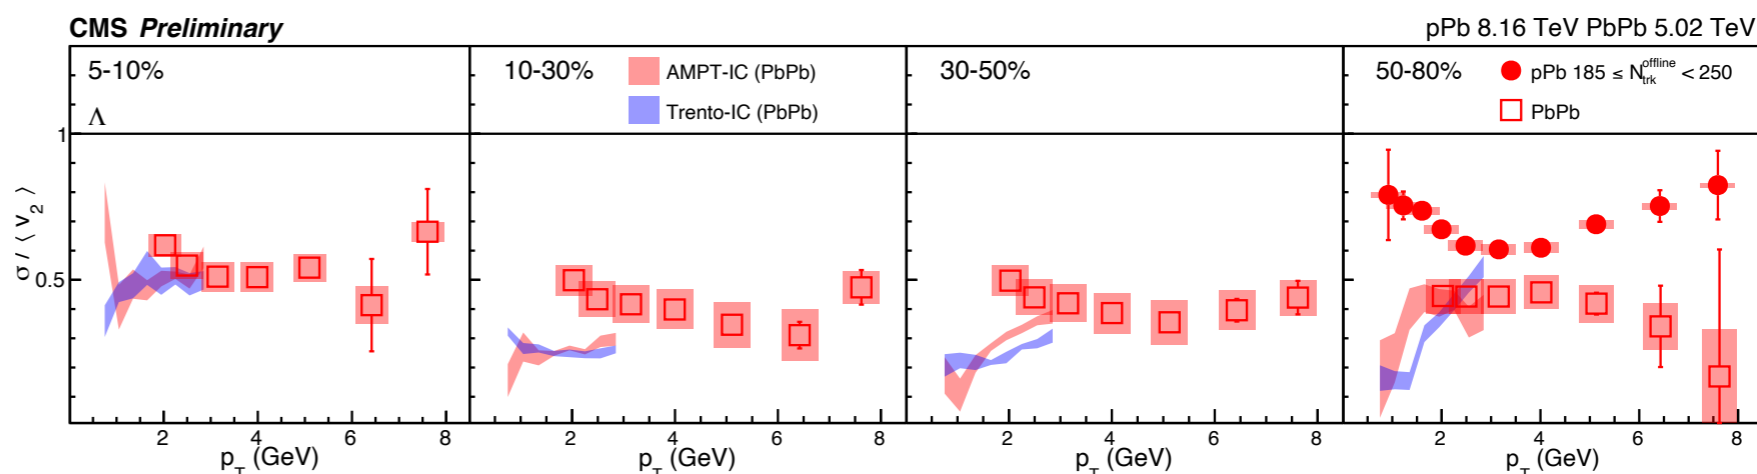 CMS Preliminary
pPb 8.16 TeV PbPb 5.02 TeV
5-10%
Λ
10-30%
AMPT-IC (PbPb)
Trento-IC (PbPb)
30-50%
50-80%
pPb 185 ≤ N_trk^offline < 250
PbPb
σ / ⟨ v_2 ⟩
1
0.5
2 4 6 8
2 4 6 8
2 4 6 8
2 4 6 8
p_T (GeV)
p_T (GeV)
p_T (GeV)
p_T (GeV)